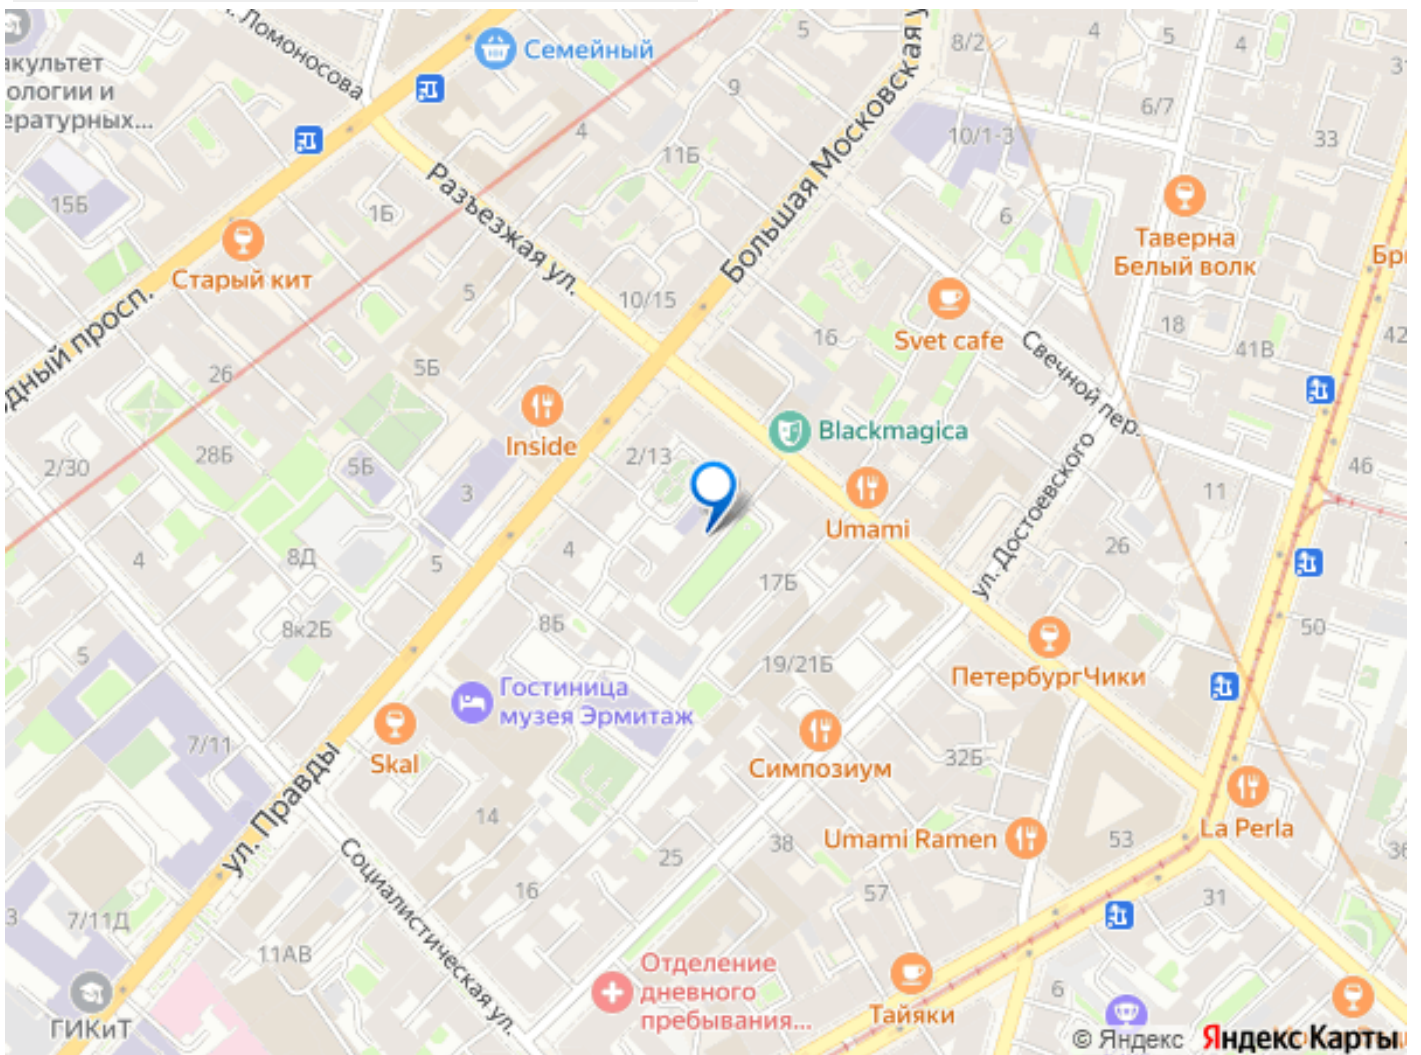 Ломоносова
Семейный
5
8/2
4
5
4
акультет
ологии и
ературных...
9
Большая Московская
6/7
10/1-3
33
4
11Б
15Б
1Б
Разъезжая ул.
6
Таверна
Белый волк
Старый кит
5
10/15
16
Svet cafe
18
41В
42
Свечной пер.
дный просп.
26
5Б
Inside
Blackmagica
2/30
28Б
5Б
3
2/13
46
11
Umami
ул. Достоевского
26
4
8Д
5
4
17Б
8к2Б
8Б
50
5
19/21Б
ПетербургЧики
Гостиница
музея Эрмитаж
7/11
Skal
Симпозиум
32Б
ул. Правды
14
La Perla
Umami Ramen
53
Социалистическая ул.
25
38
36
16
57
31
3
7/11Д
11АВ
Отделение
дневного
пребывания...
Тайяки
6
ГИКиТ
© Яндекс Яндекс Карты